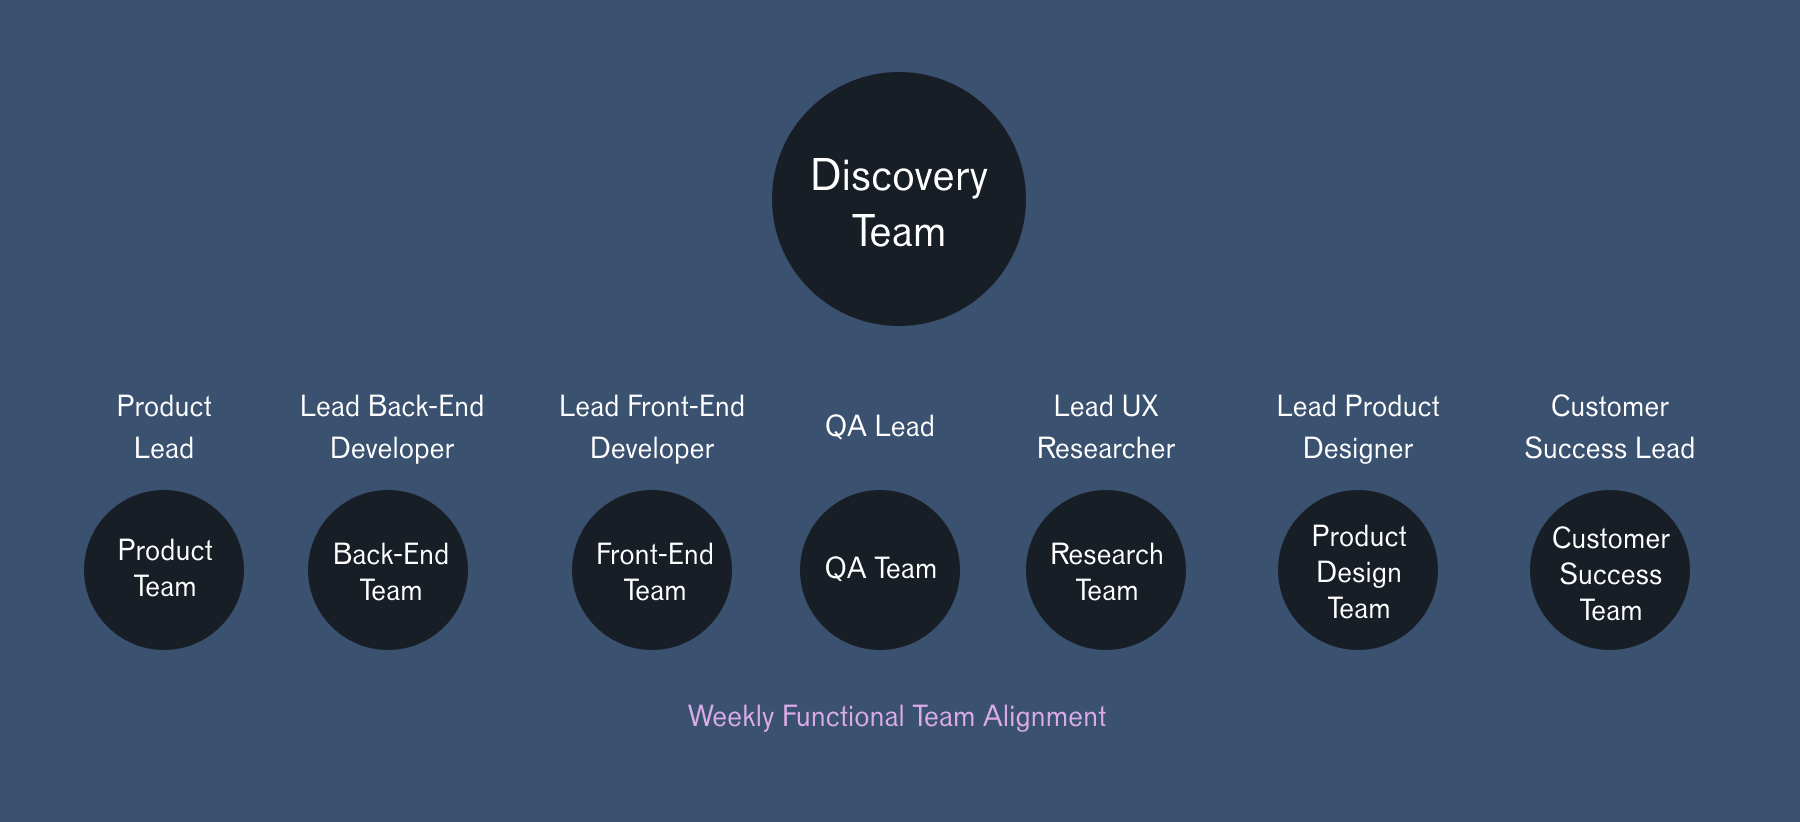 Discovery
Team
Product
Lead
Lead Back-End
Developer
Lead Front-End
Developer
QA Lead
Lead UX
Researcher
Lead Product
Designer
Customer
Success Lead
Product
Team
Back-End
Team
Front-End
Team
QA Team
Research
Team
Product
Design
Team
Customer
Success
Team
Weekly Functional Team Alignment